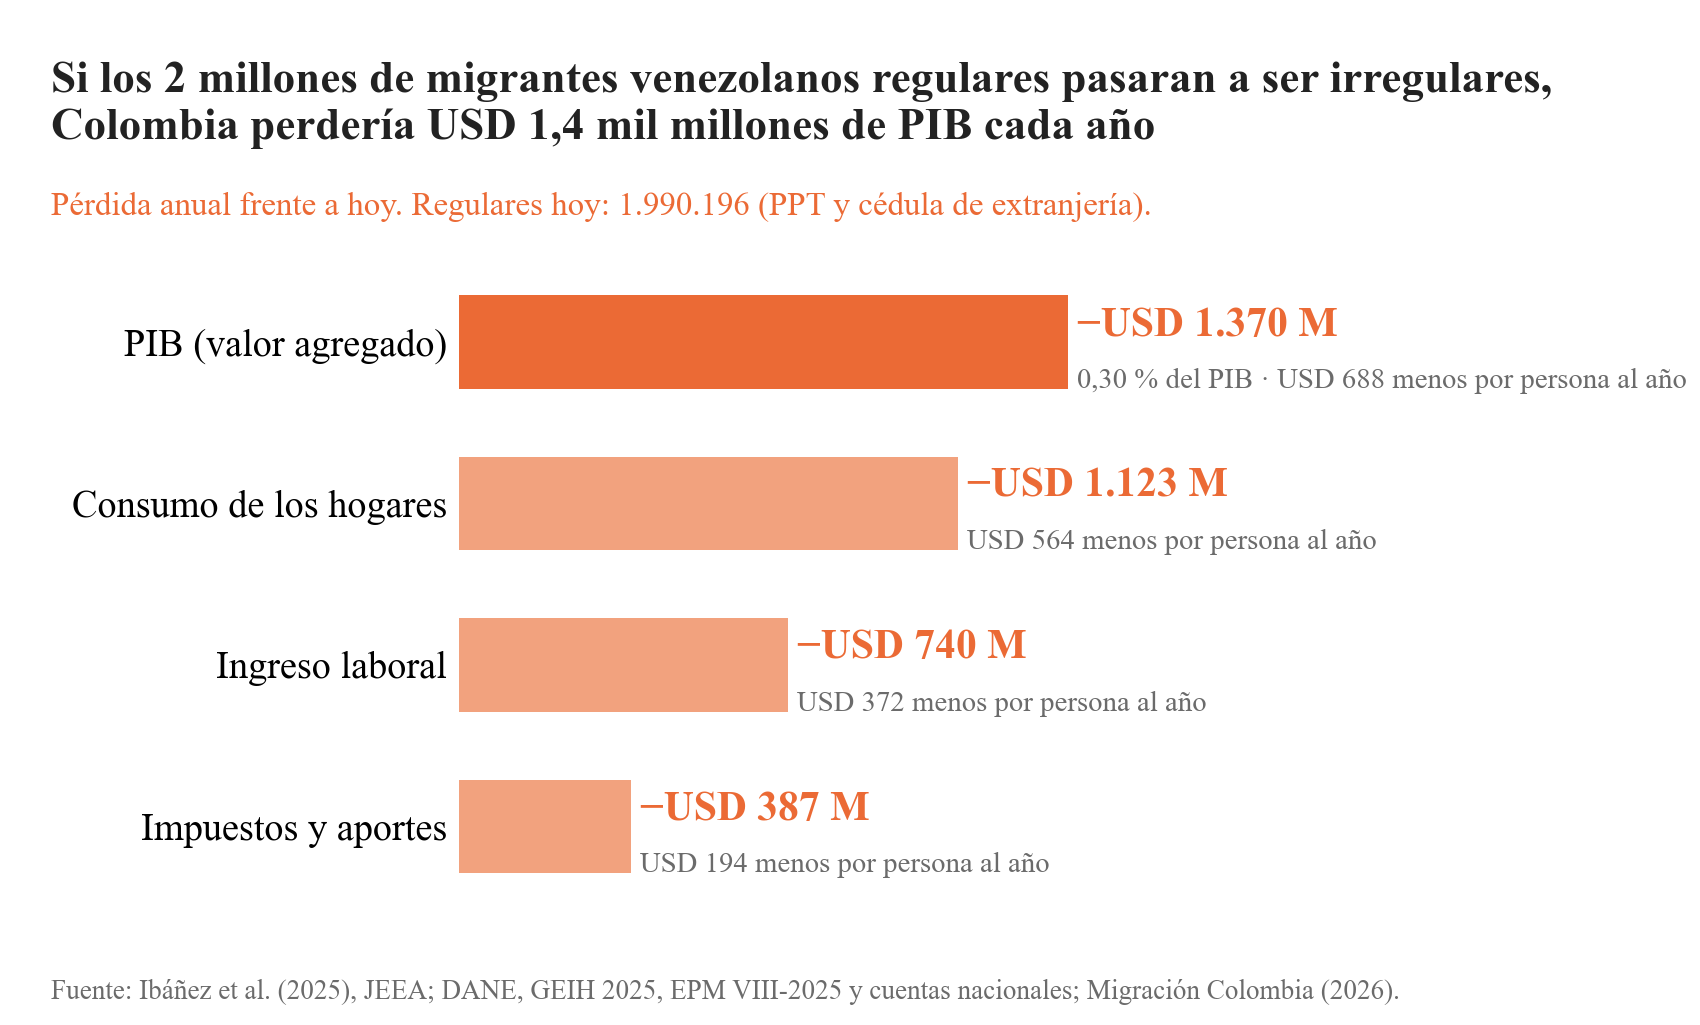 Si los 2 millones de migrantes venezolanos regulares pasaran a ser irregulares,
Colombia perdería USD 1,4 mil millones de PIB cada año
Pérdida anual frente a hoy. Regulares hoy: 1.990.196 (PPT y cédula de extranjería).
PIB (valor agregado)
−USD 1.370 M
0,30 % del PIB · USD 688 menos por persona al año
Consumo de los hogares
−USD 1.123 M
USD 564 menos por persona al año
Ingreso laboral
−USD 740 M
USD 372 menos por persona al año
Impuestos y aportes
−USD 387 M
USD 194 menos por persona al año
Fuente: Ibáñez et al. (2025), JEEA; DANE, GEIH 2025, EPM VIII-2025 y cuentas nacionales; Migración Colombia (2026).